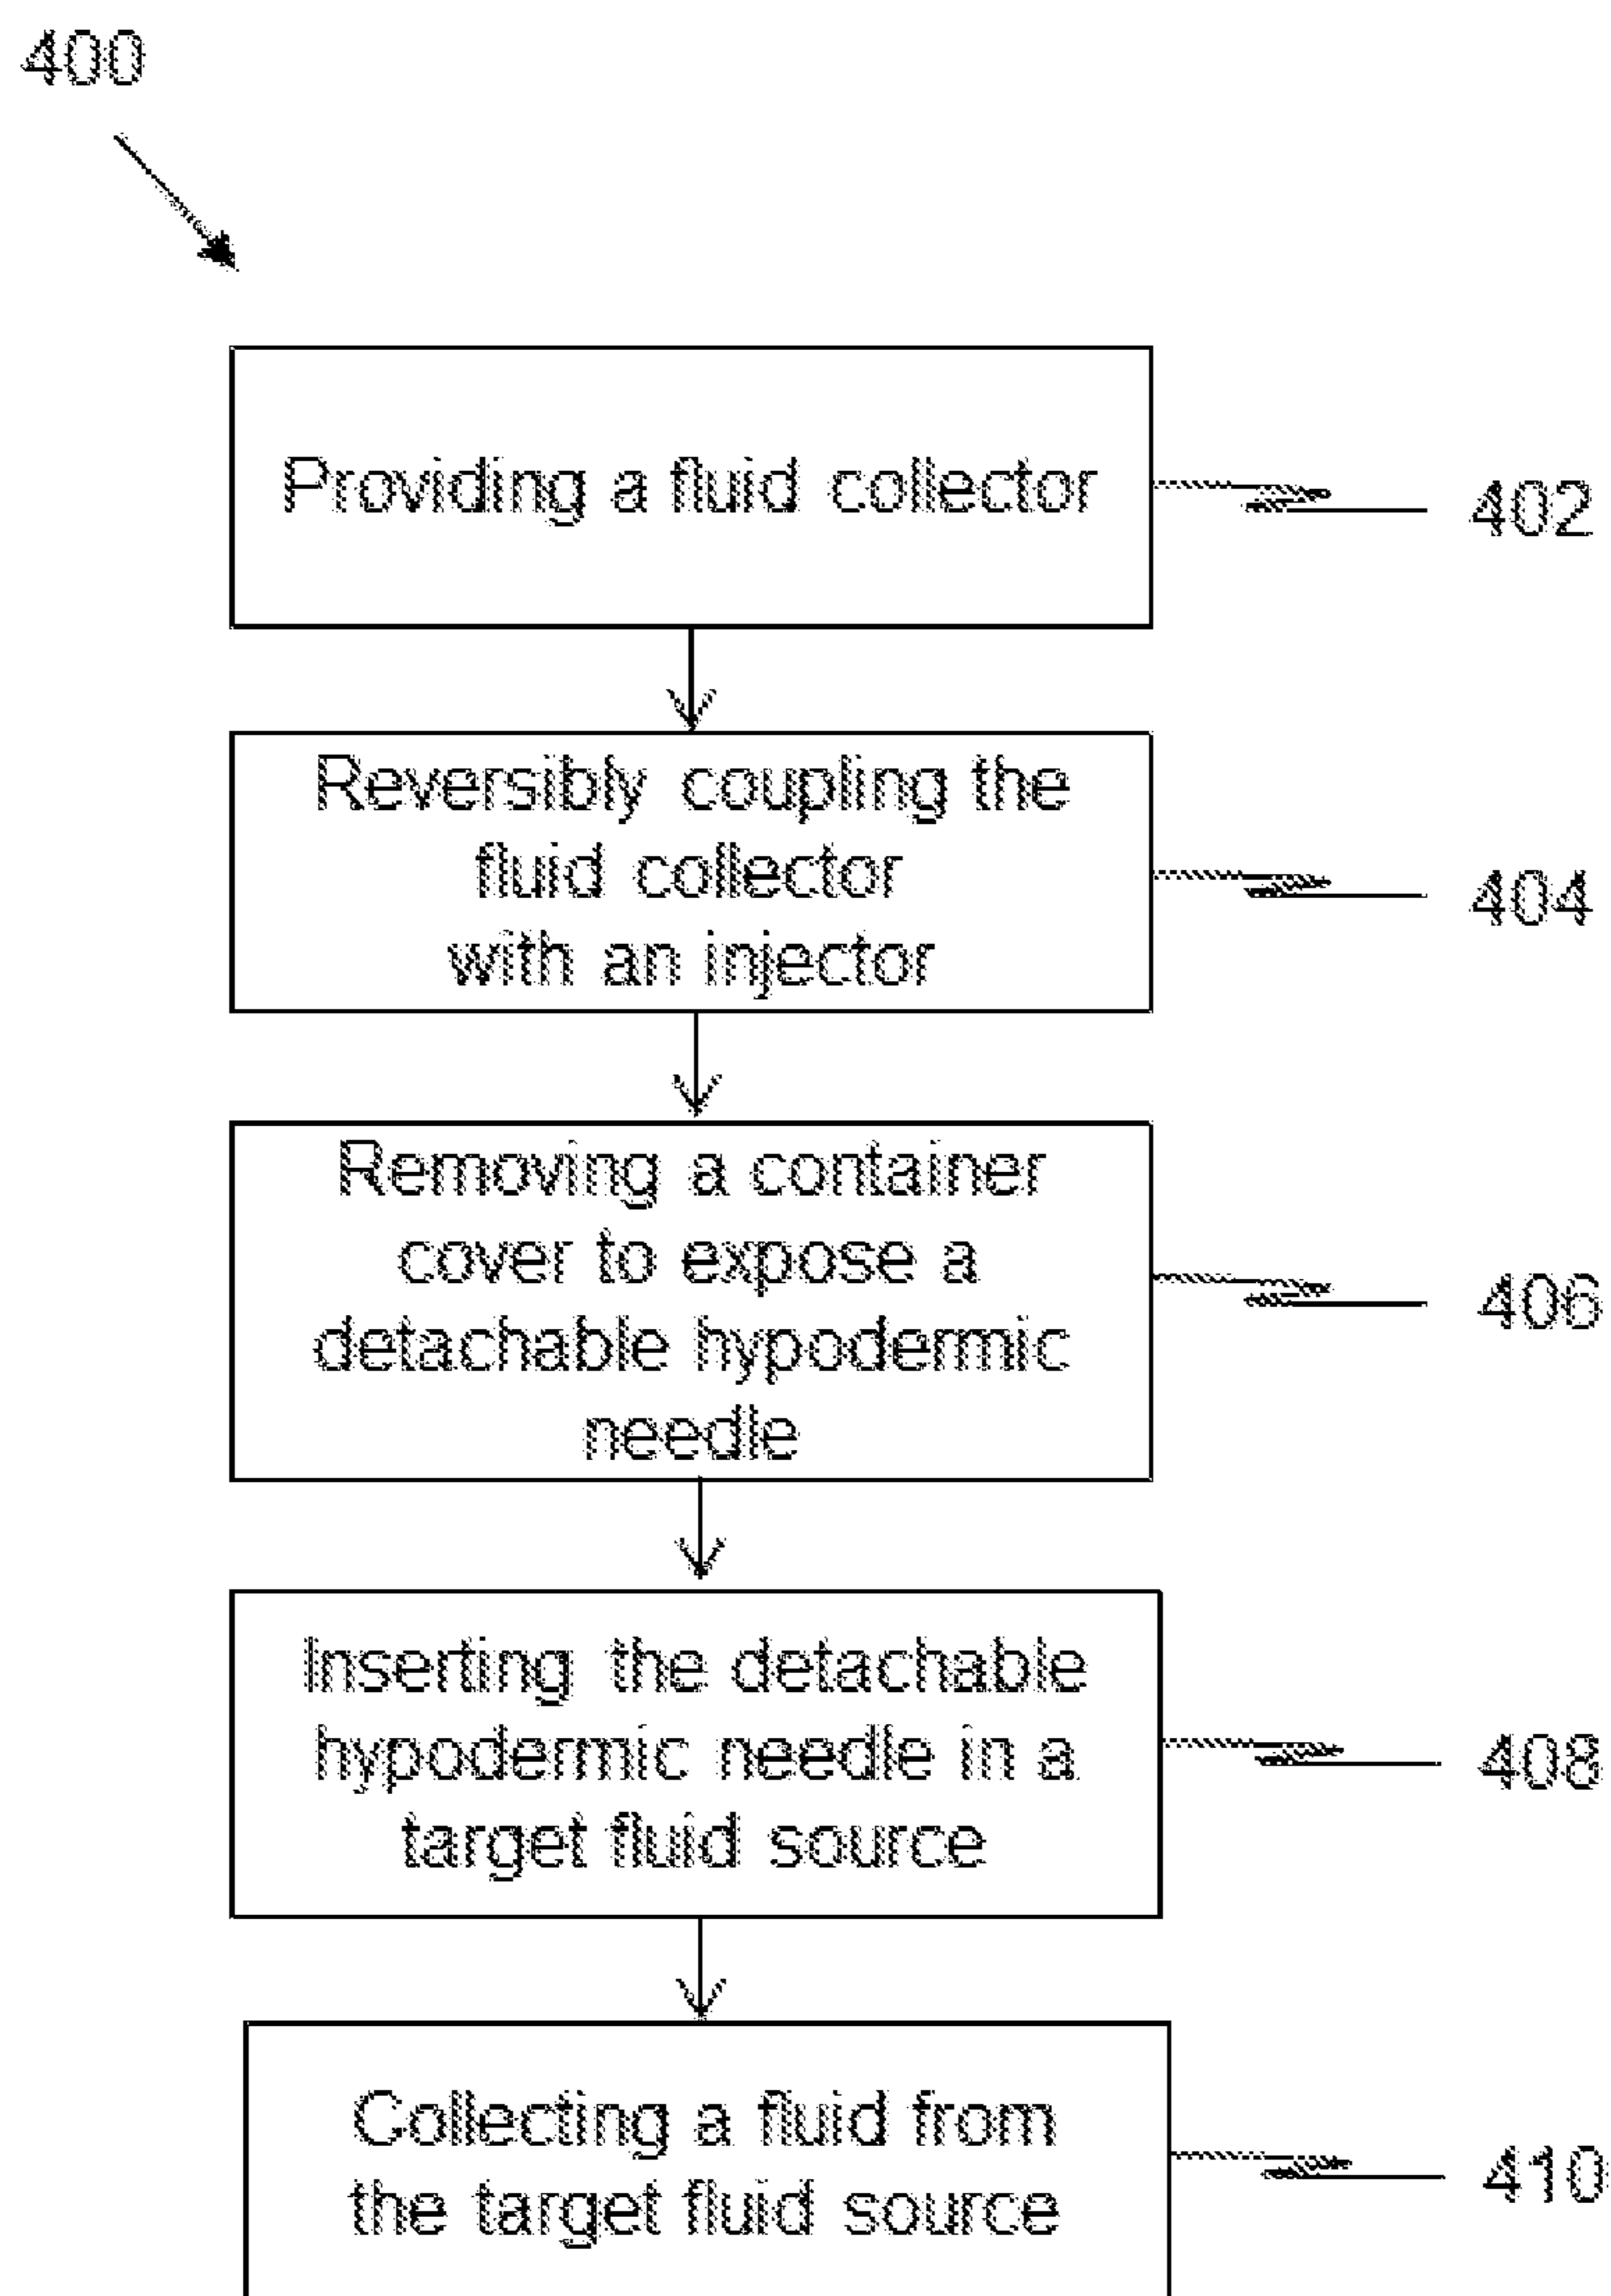 400
Providing a fluid collector
402
Reversibly coupling the
fluid collector
with an injector
404
Removing a container
cover to expose a
detachable hypodermic
needle
406
Inserting the detachable
hypodermic needle in a
target fluid source
408
Collecting a fluid from
the target fluid source
410